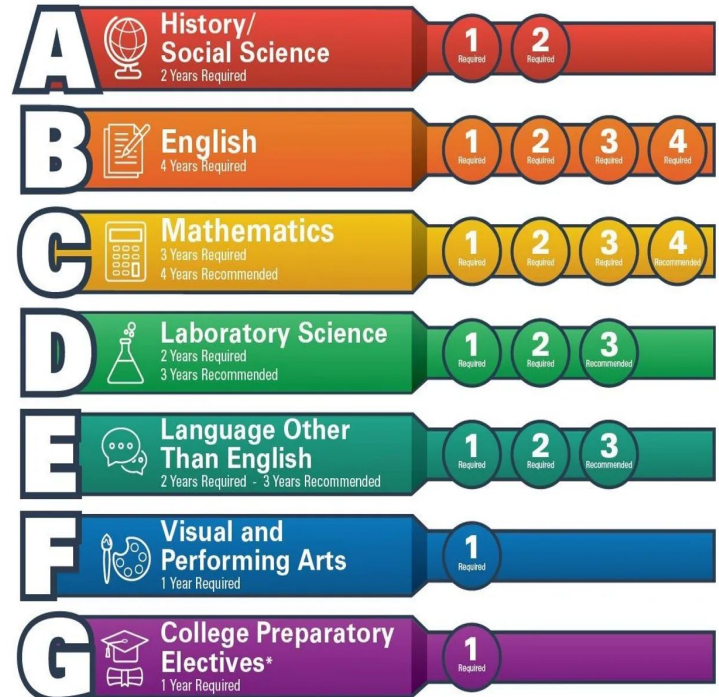 A
History/
Social Science
2 Years Required
1
Required
2
Required
B
English
4 Years Required
1
Required
2
Required
3
Required
4
Required
C
Mathematics
3 Years Required
4 Years Recommended
1
Required
2
Required
3
Required
4
Recommended
D
Laboratory Science
2 Years Required
3 Years Recommended
1
Required
2
Required
3
Recommended
E
Language Other
Than English
2 Years Required - 3 Years Recommended
1
Required
2
Required
3
Recommended
F
Visual and
Performing Arts
1 Year Required
1
Required
G
College Preparatory
Electives*
1 Year Required
1
Required